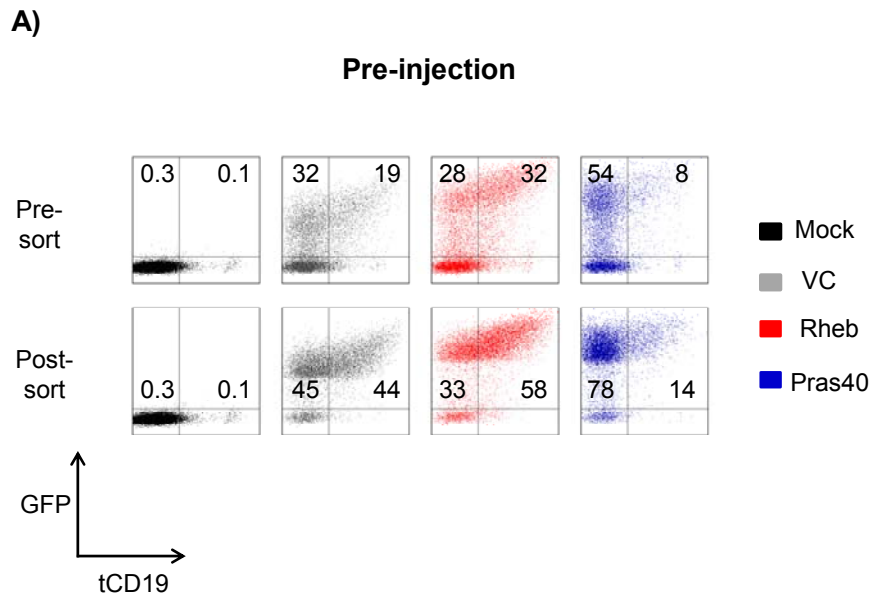 A)
Pre-injection
Pre-
sort
0.3 0.1 32 19 28 32 54 8
Mock
VC
Rheb
Pras40
Post-
sort
0.3 0.1 45 44 33 58 78 14
GFP
tCD19